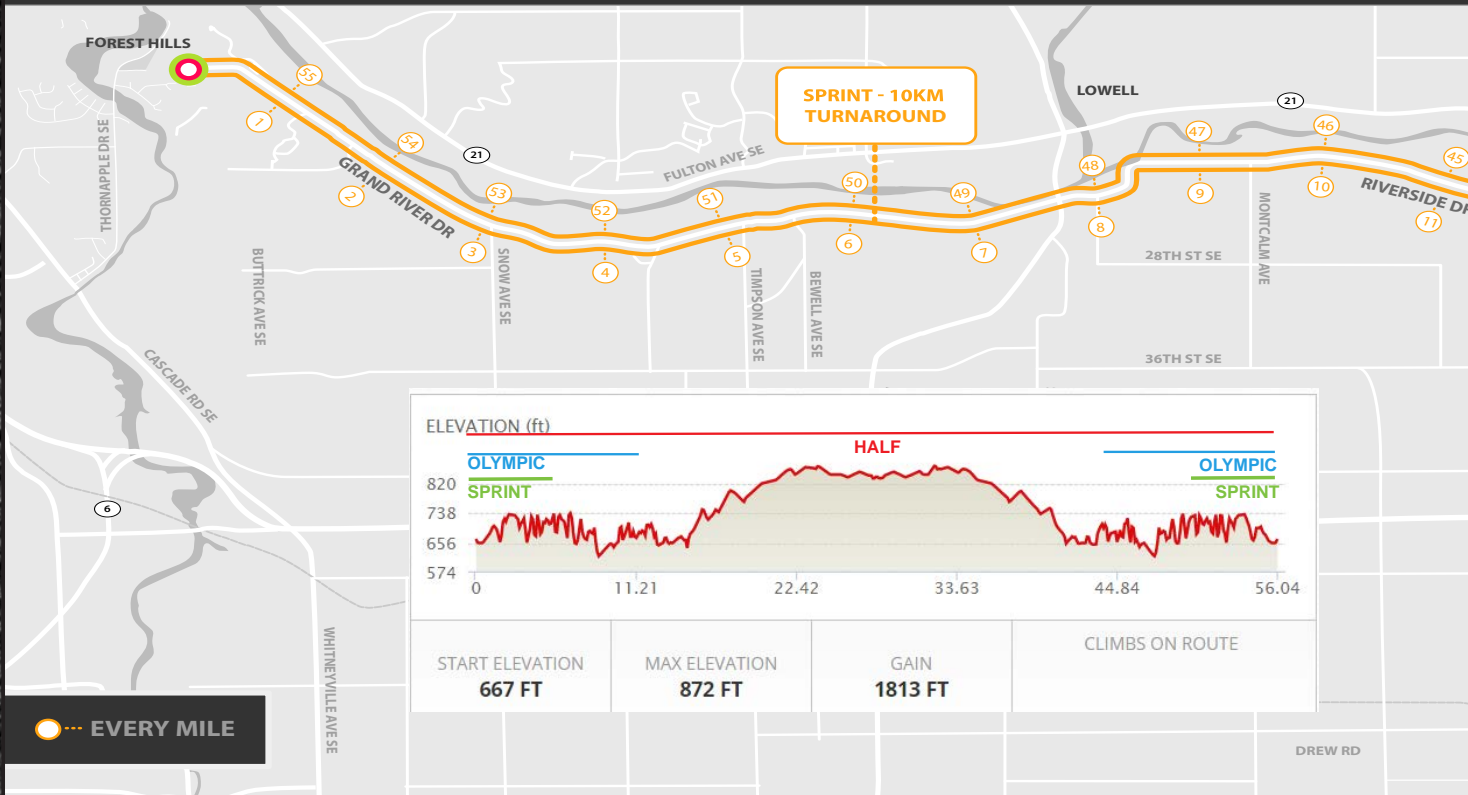 FOREST HILLS
55
1
54
2
THORNAPPLE DR SE
GRAND RIVER DR
21
53
3
52
4
FULTON AVE SE
51
5
SPRINT - 10KM
TURNAROUND
50
6
49
7
LOWELL
48
8
21
47
9
46
10
45
11
RIVERSIDE DR
BUTTRICK AVE SE
SNOW AVE SE
TIMPSON AVE SE
BEWELL AVE SE
MONTCALM AVE
28TH ST SE
36TH ST SE
CASCADE RD SE
6
WHITNEYVILLE AVE SE
DREW RD
ELEVATION (ft)
HALF
OLYMPIC
OLYMPIC
SPRINT
SPRINT
820
738
656
574
0 11.21 22.42 33.63 44.84 56.04
START ELEVATION
667 FT
MAX ELEVATION
872 FT
GAIN
1813 FT
CLIMBS ON ROUTE
EVERY MILE